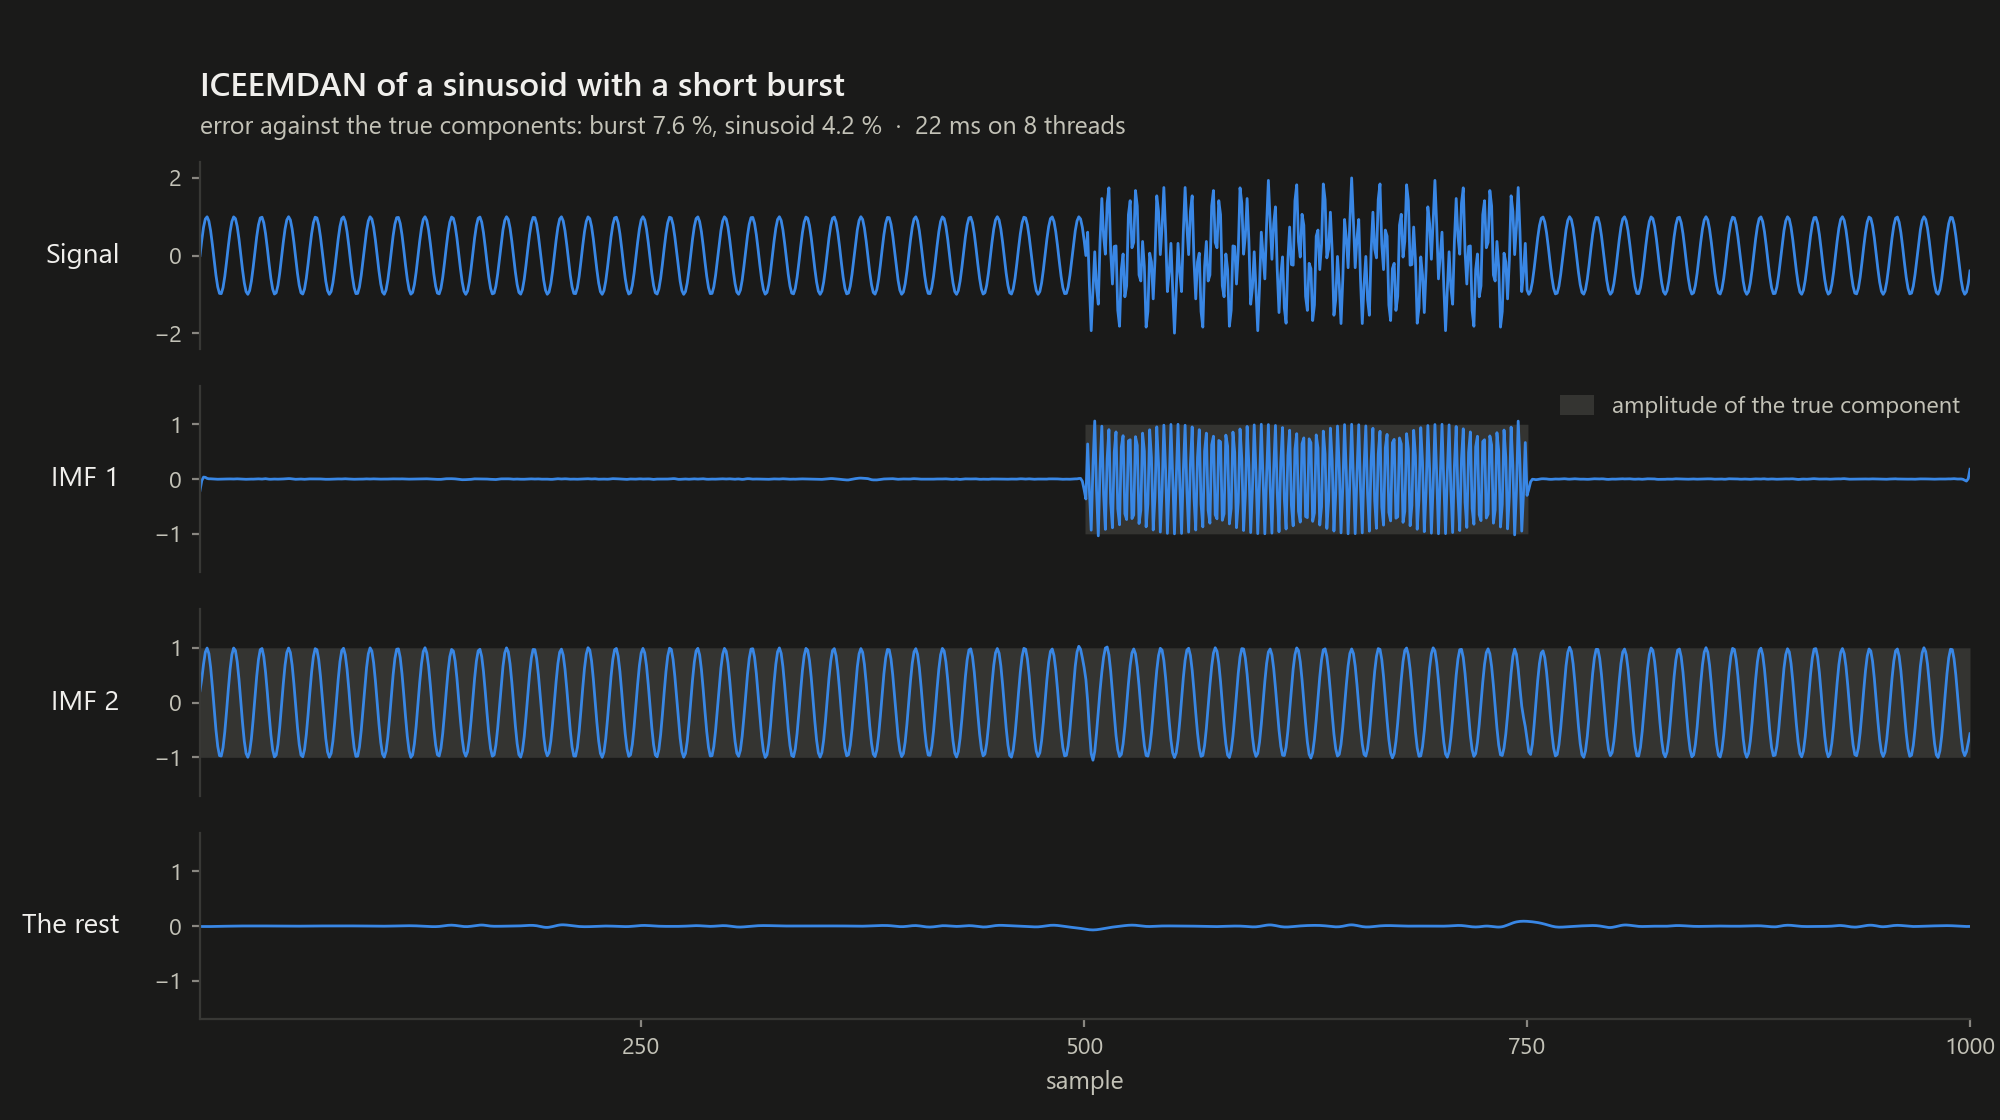 ICEEMDAN of a sinusoid with a short burst
error against the true components: burst 7.6 %, sinusoid 4.2 %  ·  22 ms on 8 threads
Signal
2
0
−2
IMF 1
amplitude of the true component
1
0
−1
IMF 2
1
0
−1
The rest
1
0
−1
250
500
750
1000
sample